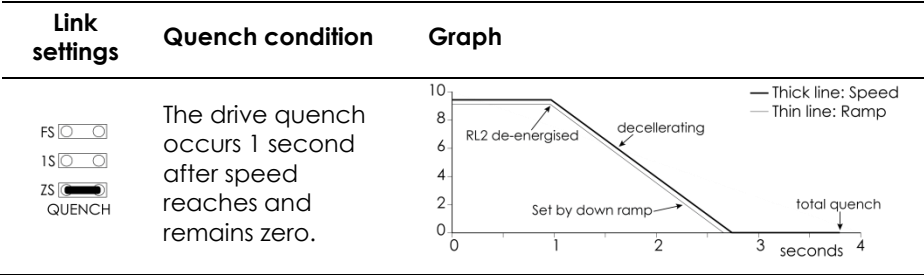 Link settings
Quench condition
Graph
FS
1S
ZS
QUENCH
The drive quench
occurs 1 second
after speed
reaches and
remains zero.
10
8
6
4
2
0
0
1
2
3
4
seconds
Thick line: Speed
Thin line: Ramp
RL2 de-energised
decellerating
Set by down ramp
total quench